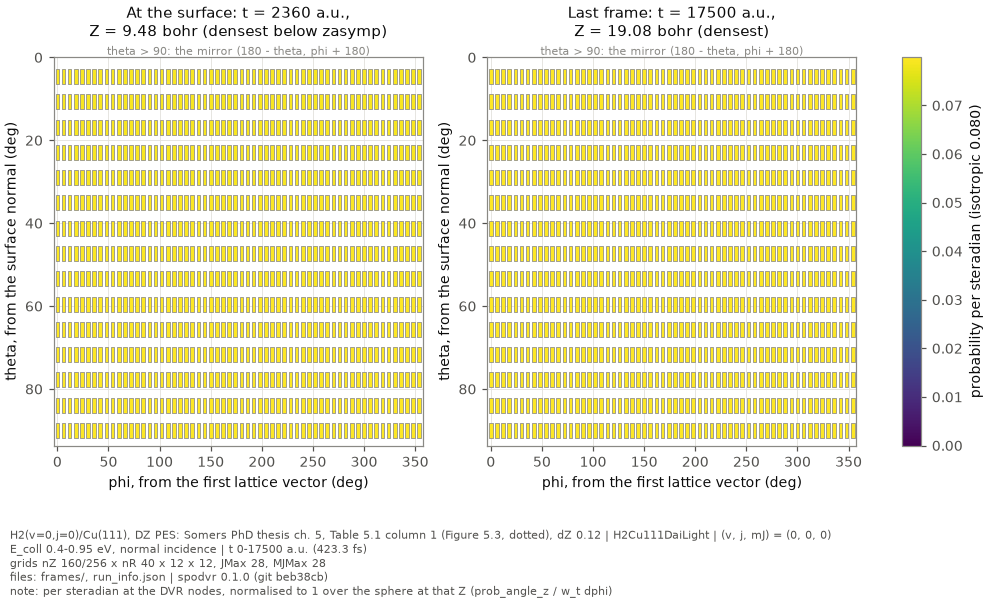 At the surface: t = 2360 a.u.,
Z = 9.48 bohr (densest below zasymp)
theta > 90: the mirror (180 - theta, phi + 180)
0
20
40
60
80
theta, from the surface normal (deg)
0 50 100 150 200 250 300 350
phi, from the first lattice vector (deg)
Last frame: t = 17500 a.u.,
Z = 19.08 bohr (densest)
theta > 90: the mirror (180 - theta, phi + 180)
0
20
40
60
80
theta, from the surface normal (deg)
0 50 100 150 200 250 300 350
phi, from the first lattice vector (deg)
0.07
0.06
0.05
0.04
0.03
0.02
0.01
0.00
probability per steradian (isotropic 0.080)
H2(v=0,j=0)/Cu(111), DZ PES: Somers PhD thesis ch. 5, Table 5.1 column 1 (Figure 5.3, dotted), dZ 0.12 | H2Cu111DaiLight | (v, j, mJ) = (0, 0, 0)
E_coll 0.4-0.95 eV, normal incidence | t 0-17500 a.u. (423.3 fs)
grids nZ 160/256 x nR 40 x 12 x 12, JMax 28, MJMax 28
files: frames/, run_info.json | spodvr 0.1.0 (git beb38cb)
note: per steradian at the DVR nodes, normalised to 1 over the sphere at that Z (prob_angle_z / w_t dphi)